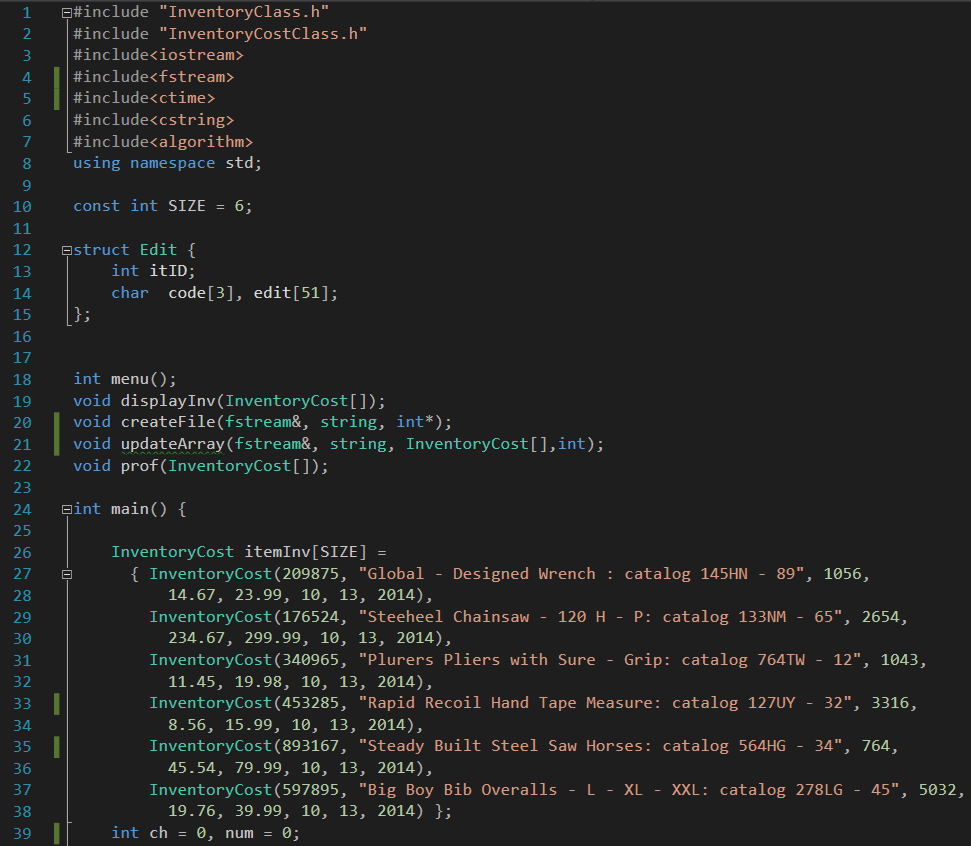 1 #include "InventoryClass.h"
2 #include "InventoryCostClass.h"
3 #include<iostream>
4 #include<fstream>
5 #include<ctime>
6 #include<cstring>
7 #include<algorithm>
8 using namespace std;
9
10 const int SIZE = 6;
11
12 struct Edit {
13     int itID;
14     char  code[3], edit[51];
15 };
16
17
18 int menu();
19 void displayInv(InventoryCost[]);
20 void createFile(fstream&, string, int*);
21 void updateArray(fstream&, string, InventoryCost[],int);
22 void prof(InventoryCost[]);
23
24 int main() {
25
26     InventoryCost itemInv[SIZE] =
27       { InventoryCost(209875, "Global - Designed Wrench : catalog 145HN - 89", 1056,
28           14.67, 23.99, 10, 13, 2014),
29         InventoryCost(176524, "Steeheel Chainsaw - 120 H - P: catalog 133NM - 65", 2654,
30           234.67, 299.99, 10, 13, 2014),
31         InventoryCost(340965, "Plurers Pliers with Sure - Grip: catalog 764TW - 12", 1043,
32           11.45, 19.98, 10, 13, 2014),
33         InventoryCost(453285, "Rapid Recoil Hand Tape Measure: catalog 127UY - 32", 3316,
34           8.56, 15.99, 10, 13, 2014),
35         InventoryCost(893167, "Steady Built Steel Saw Horses: catalog 564HG - 34", 764,
36           45.54, 79.99, 10, 13, 2014),
37         InventoryCost(597895, "Big Boy Bib Overalls - L - XL - XXL: catalog 278LG - 45", 5032,
38           19.76, 39.99, 10, 13, 2014) };
39     int ch = 0, num = 0;